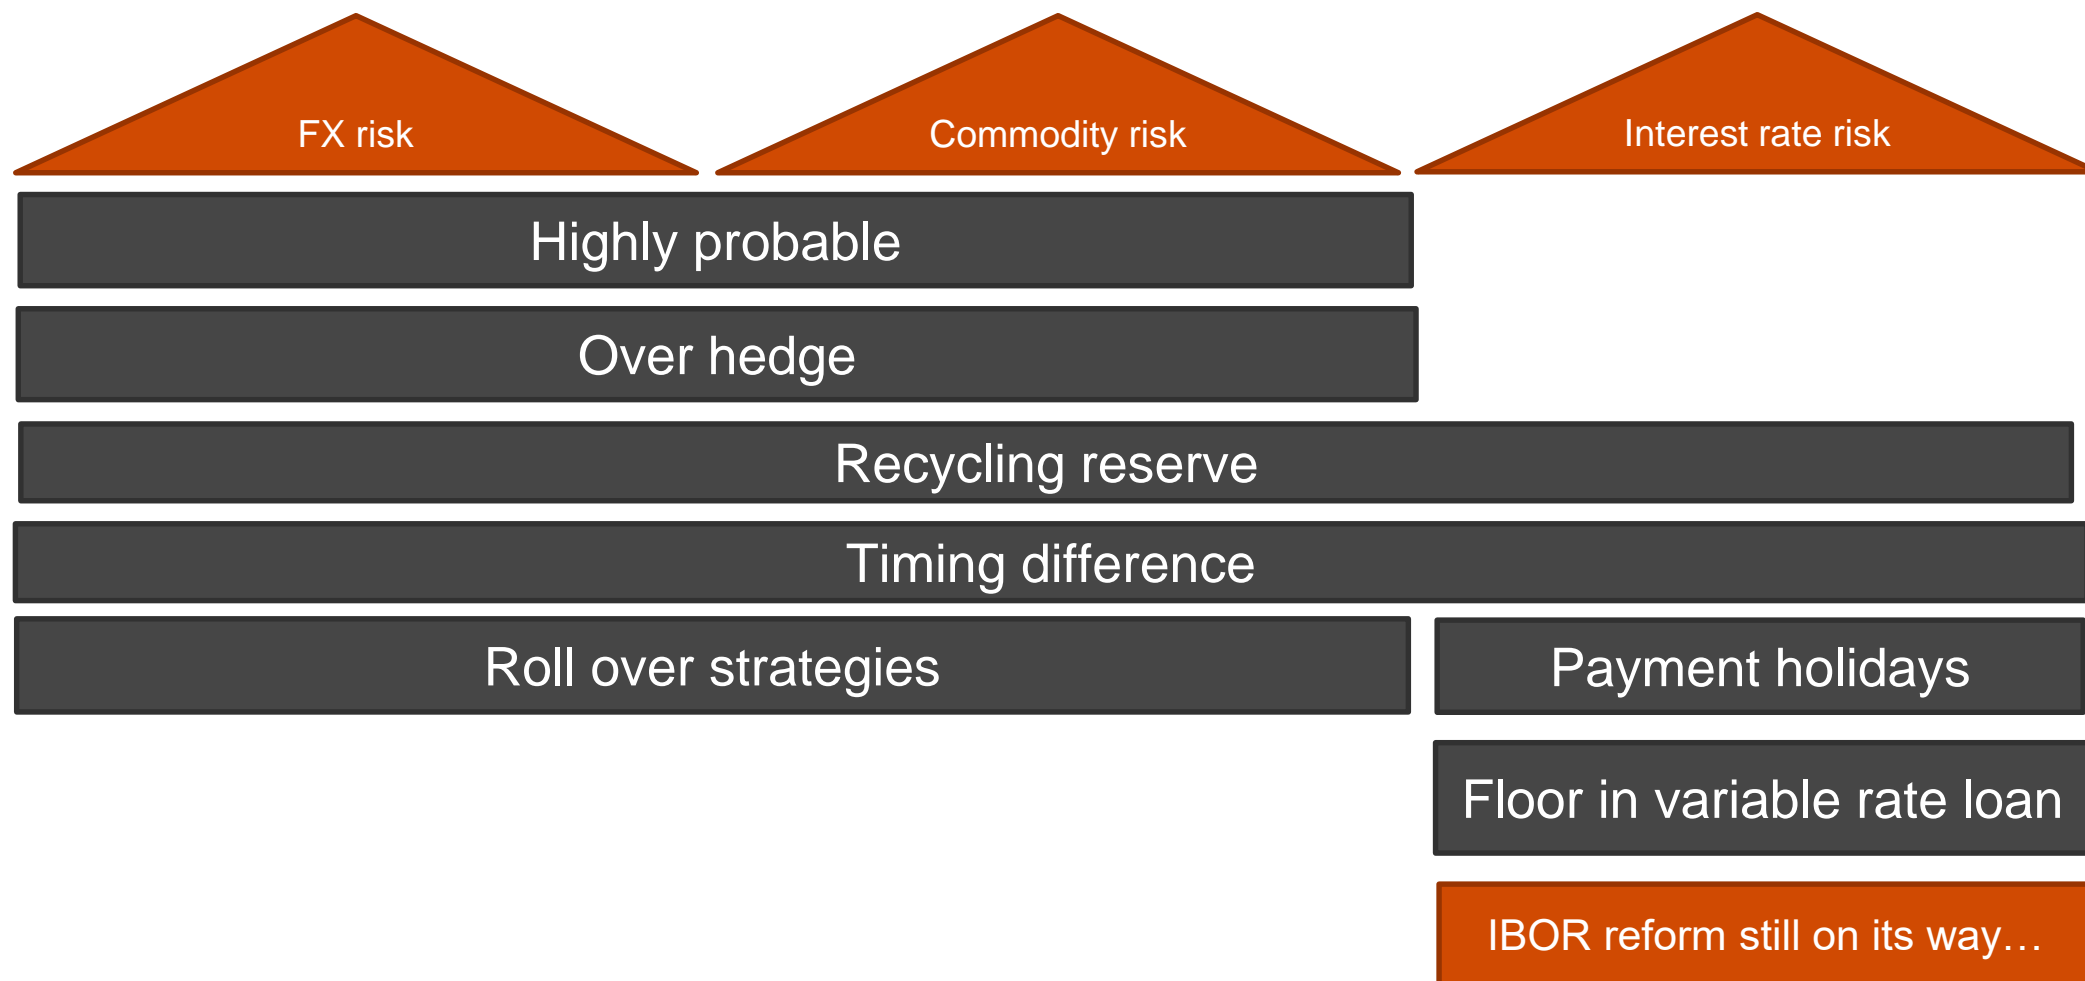 FX risk
Commodity risk
Interest rate risk
Highly probable
Over hedge
Recycling reserve
Timing difference
Roll over strategies
Payment holidays
Floor in variable rate loan
IBOR reform still on its way…